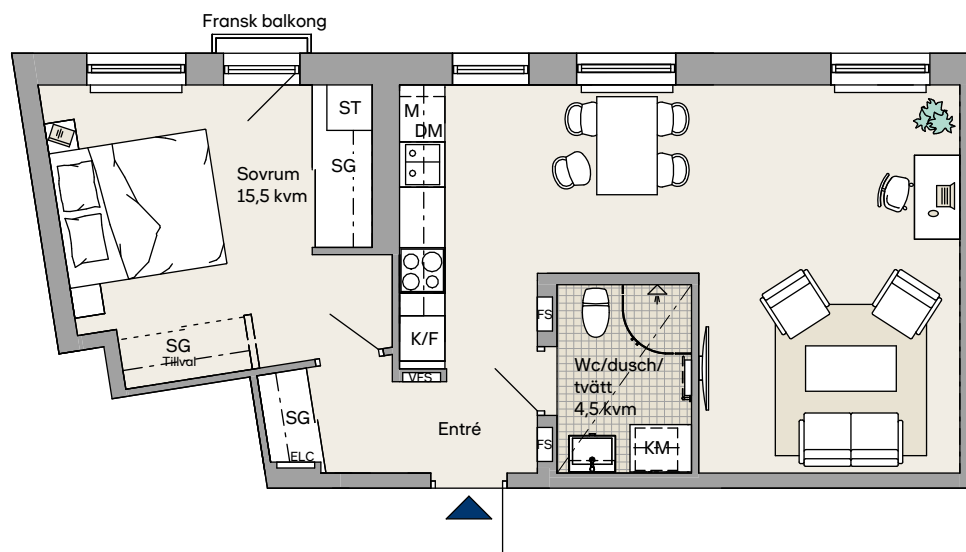 Fransk balkong
ST
M
DM
SG
Sovrum
15,5 kvm
FS
K/F
SG
Tillval
VFS
Wc/dusch/
tvätt
4,5 kvm
SG
Entré
FS
KM
ELC